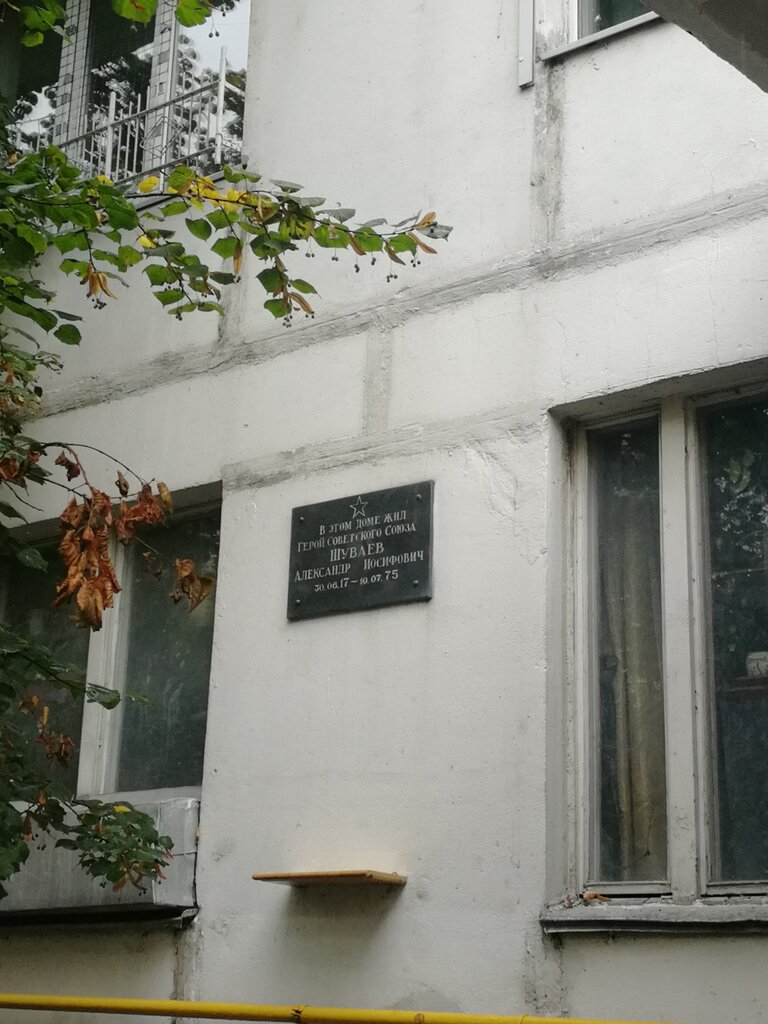 В ЭТОМ ДОМЕ ЖИЛ
ГЕРОЙ СОВЕТСКОГО СОЮЗА
ШУВАЕВ
АЛЕКСАНДР ИОСИФОВИЧ
30.06.17 — 10.07.75